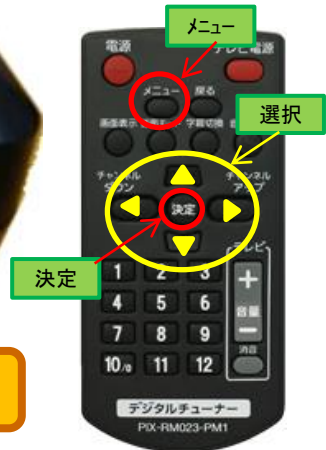 メニュー
電源
テレビ電源
メニュー 戻る
選択
画面表示 字幕切換
チャンネル
ダウン
チャンネル
アップ
決定
決定
テレビ
1 2 3
4 5 6 音量
7 8 9 消音
10/0 11 12
デジタルチューナー
PIX-RM023-PM1